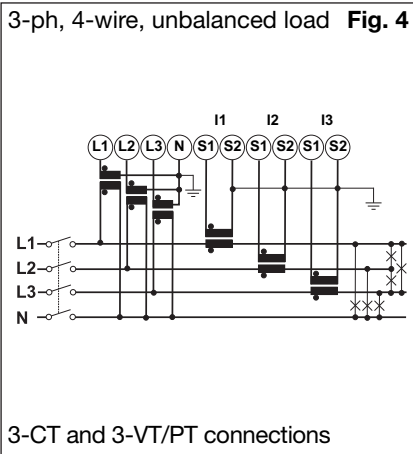 3-ph, 4-wire, unbalanced load Fig. 4
I1 I2 I3
L1 L2 L3 N S1 S2 S1 S2 S1 S2
L1
L2
L3
N
3-CT and 3-VT/PT connections